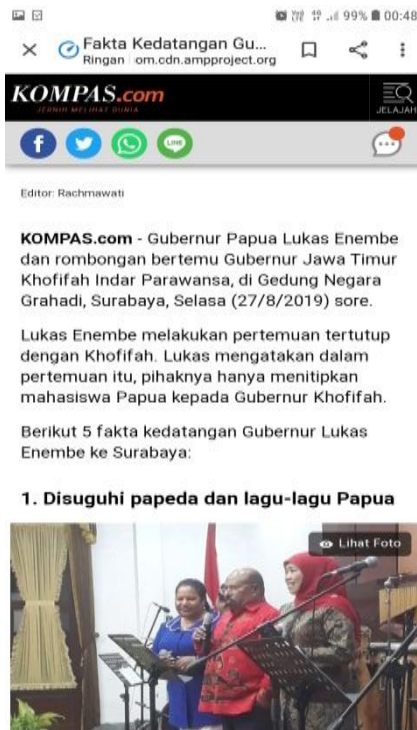 99% 00:48
Fakta Kedatangan Gu...
Ringan om.cdn.ampproject.org
KOMPAS.com
JERNIH MELIHAT DUNIA
JELAJAH
LINE
Editor: Rachmawati
KOMPAS.com - Gubernur Papua Lukas Enembe
dan rombongan bertemu Gubernur Jawa Timur
Khofifah Indar Parawansa, di Gedung Negara
Grahadi, Surabaya, Selasa (27/8/2019) sore.
Lukas Enembe melakukan pertemuan tertutup
dengan Khofifah. Lukas mengatakan dalam
pertemuan itu, pihaknya hanya menitipkan
mahasiswa Papua kepada Gubernur Khofifah.
Berikut 5 fakta kedatangan Gubernur Lukas
Enembe ke Surabaya:
1. Disuguhi papeda dan lagu-lagu Papua
Lihat Foto